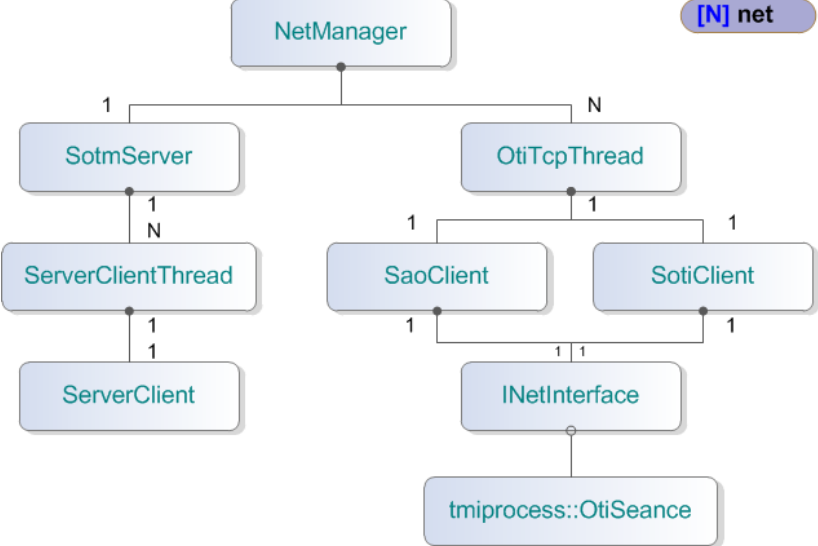 NetManager
[N] net
1
N
SotmServer
OtiTcpThread
1
1
N
1
1
ServerClientThread
SaoClient
SotiClient
1
1
1
1
1
1
ServerClient
INetInterface
tmiprocess::OtiSeance